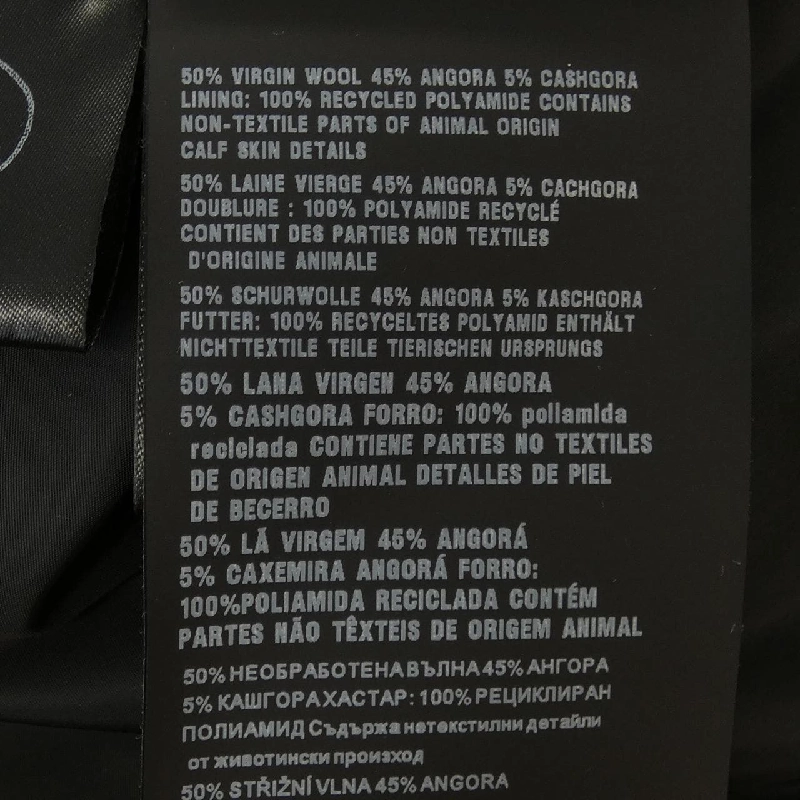 50% VIRGIN WOOL 45% ANGORA 5% CASHGORA
LINING: 100% RECYCLED POLYAMIDE CONTAINS
NON-TEXTILE PARTS OF ANIMAL ORIGIN
CALF SKIN DETAILS
50% LAINE VIERGE 45% ANGORA 5% CACHGORA
DOUBLURE : 100% POLYAMIDE RECYCLÉ
CONTIENT DES PARTIES NON TEXTILES
D'ORIGINE ANIMALE
50% SCHURWOLLE 45% ANGORA 5% KASCHGORA
FUTTER: 100% RECYCELTES POLYAMID ENTHÄLT
NICHTTEXTILE TEILE TIERISCHEN URSPRUNGS
50% LANA VIRGEN 45% ANGORA
5% CASHGORA FORRO: 100% poliamida
reciclada CONTIENE PARTES NO TEXTILES
DE ORIGEN ANIMAL DETALLES DE PIEL
DE BECERRO
50% LÃ VIRGEM 45% ANGORÁ
5% CAXEMIRA ANGORÁ FORRO:
100%POLIAMIDA RECICLADA CONTÉM
PARTES NÃO TÊXTEIS DE ORIGEM ANIMAL
50% НЕОБРАБОТЕНА ВЪЛНА 45% АНГОРА
5% КАШГОРА ХАСТАР: 100% РЕЦИКЛИРАН
ПОЛИАМИД Съдържа нетекстилни детайли
от животински произход
50% STŘIŽNÍ VLNA 45% ANGORA